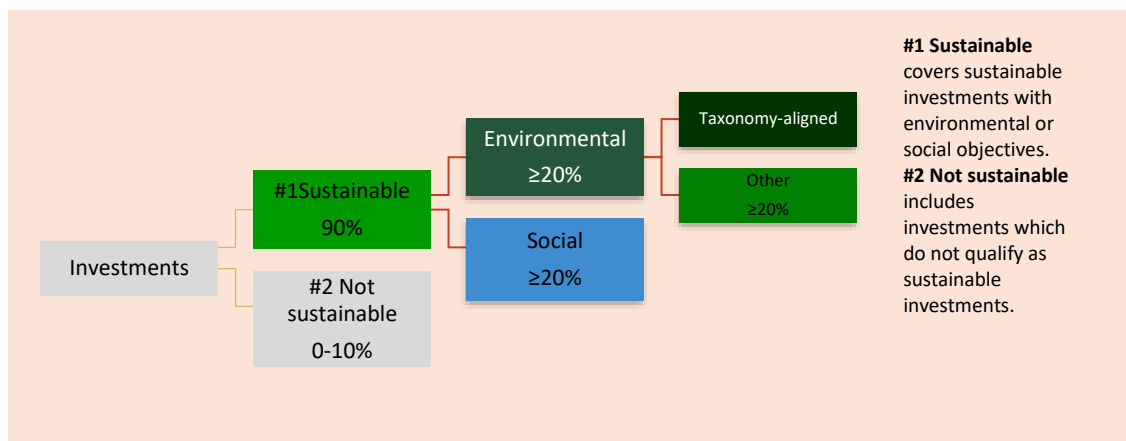 Investments
#1Sustainable
90%
#2 Not
sustainable
0-10%
Environmental
≥20%
Social
≥20%
Taxonomy-aligned
Other
≥20%
#1 Sustainable
covers sustainable
investments with
environmental or
social objectives.
#2 Not sustainable
includes
investments which
do not qualify as
sustainable
investments.